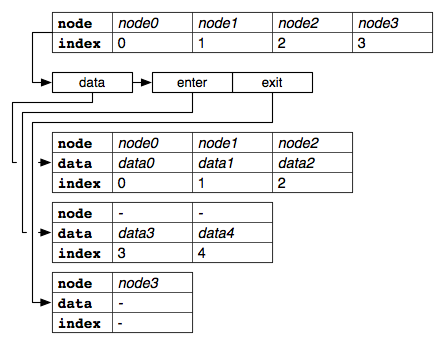 node node0 node1 node2 node3
index 0 1 2 3
data enter exit
node node0 node1 node2
data data0 data1 data2
index 0 1 2
node - -
data data3 data4
index 3 4
node node3
data -
index -